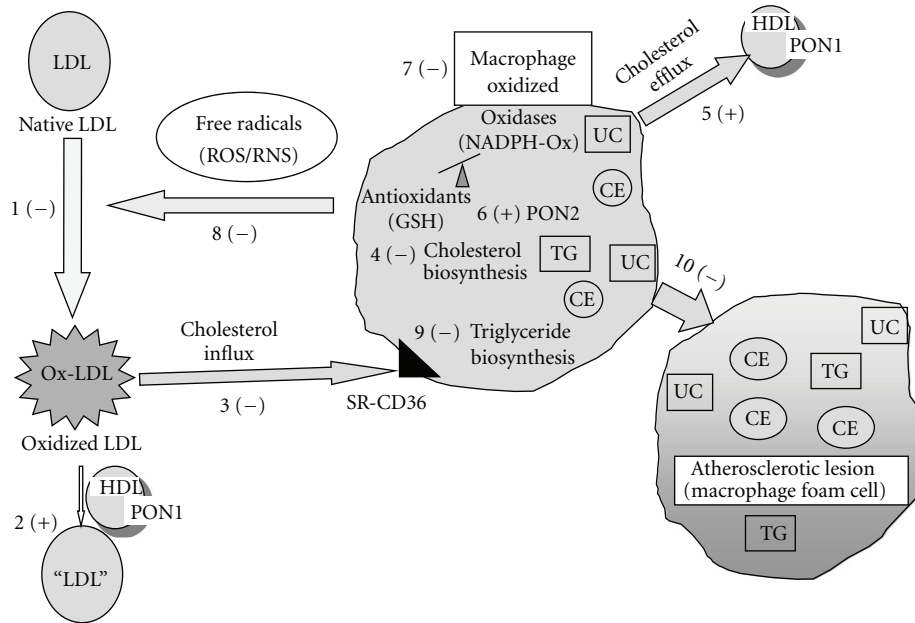 LDL
Native LDL
1 (−)
Free radicals
(ROS/RNS)
8 (−)
Ox-LDL
Oxidized LDL
2 (+)
HDL
PON1
“LDL”
Cholesterol
influx
3 (−)
SR-CD36
7 (−)
Macrophage
oxidized
Oxidases
(NADPH-Ox)
UC
CE
Antioxidants
(GSH)
6 (+) PON2
4 (−) Cholesterol
biosynthesis
TG
UC
CE
9 (−) Triglyceride
biosynthesis
Cholesterol
efflux
5 (+)
HDL
PON1
10 (−)
UC
CE
TG
UC
CE
CE
Atherosclerotic lesion
(macrophage foam cell)
TG